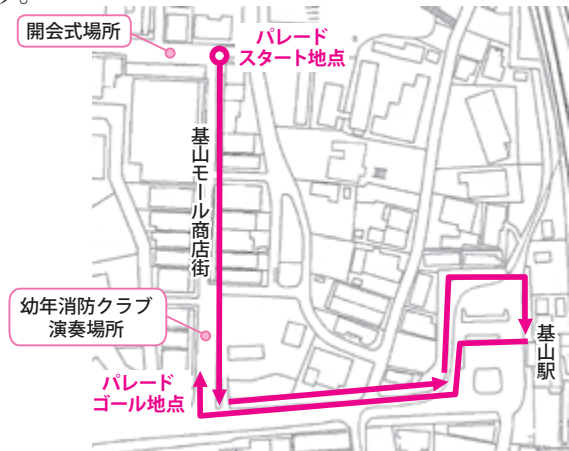 す。
開会式場所
パレード
スタート地点
基山モール商店街
幼年消防クラブ
演奏場所
パレード
ゴール地点
基山駅